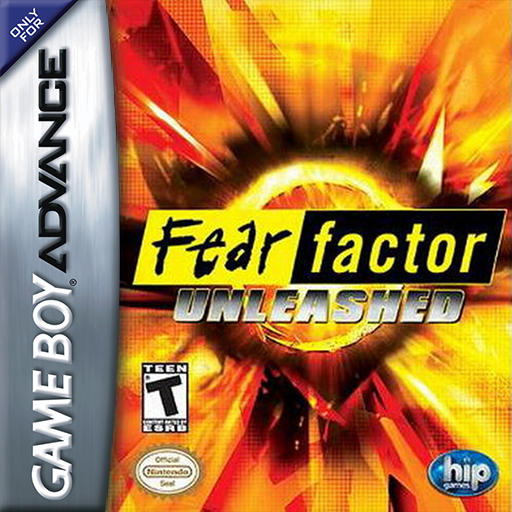 ONLY
FOR
GAME BOY ADVANCE
Fear factor
UNLEASHED
TEEN
T
CONTENT RATED BY
ESRB
Official
Nintendo
Seal
hip
games